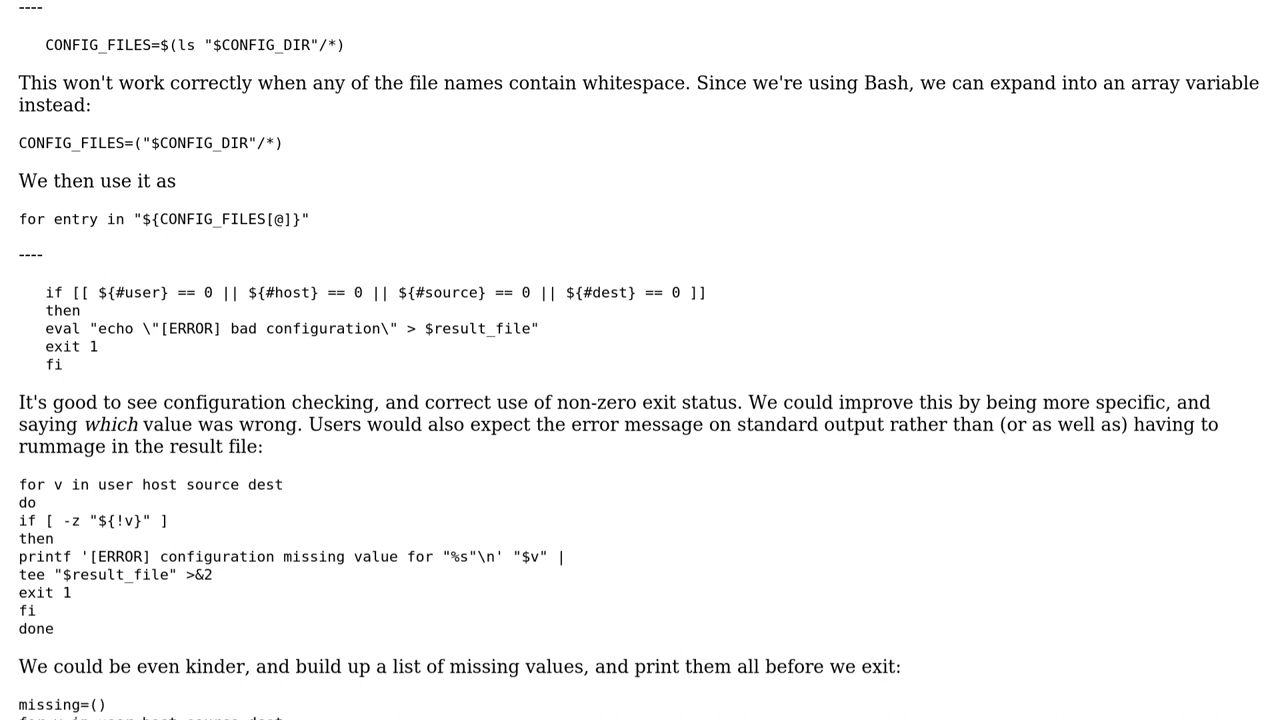 ----
CONFIG_FILES=$(ls "$CONFIG_DIR"/*)
This won't work correctly when any of the file names contain whitespace. Since we're using Bash, we can expand into an array variable
instead:
CONFIG_FILES=("$CONFIG_DIR"/*)
We then use it as
for entry in "${CONFIG_FILES[@]}"
----
if [[ ${#user} == 0 || ${#host} == 0 || ${#source} == 0 || ${#dest} == 0 ]]
then
eval "echo \"[ERROR] bad configuration\" > $result_file"
exit 1
fi
It's good to see configuration checking, and correct use of non-zero exit status. We could improve this by being more specific, and
saying which value was wrong. Users would also expect the error message on standard output rather than (or as well as) having to
rummage in the result file:
for v in user host source dest
do
if [ -z "${!v}" ]
then
printf '[ERROR] configuration missing value for "%s"\n' "$v" |
tee "$result_file" >&2
exit 1
fi
done
We could be even kinder, and build up a list of missing values, and print them all before we exit:
missing=()